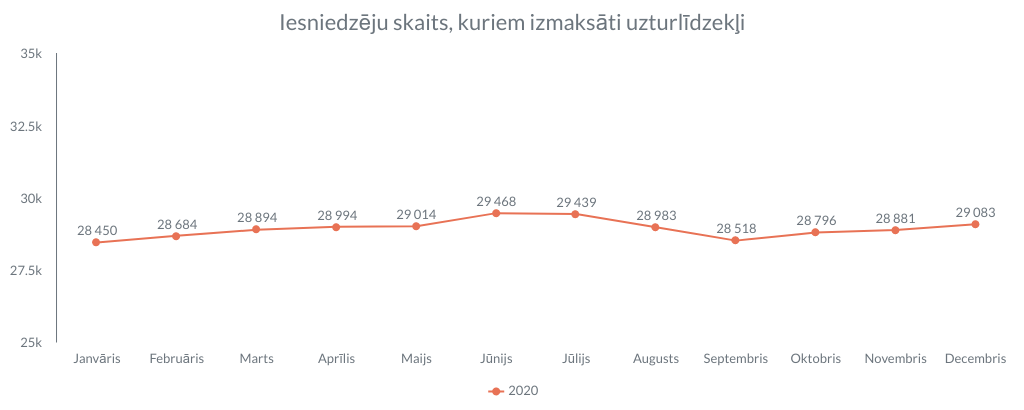 Iesniedzēju skaits, kuriem izmaksāti uzturlīdzekļi
35k
32.5k
30k
27.5k
25k
28 450
28 684
28 894
28 994
29 014
29 468
29 439
28 983
28 518
28 796
28 881
29 083
Janvāris
Februāris
Marts
Aprīlis
Maijs
Jūnijs
Jūlijs
Augusts
Septembris
Oktobris
Novembris
Decembris
2020